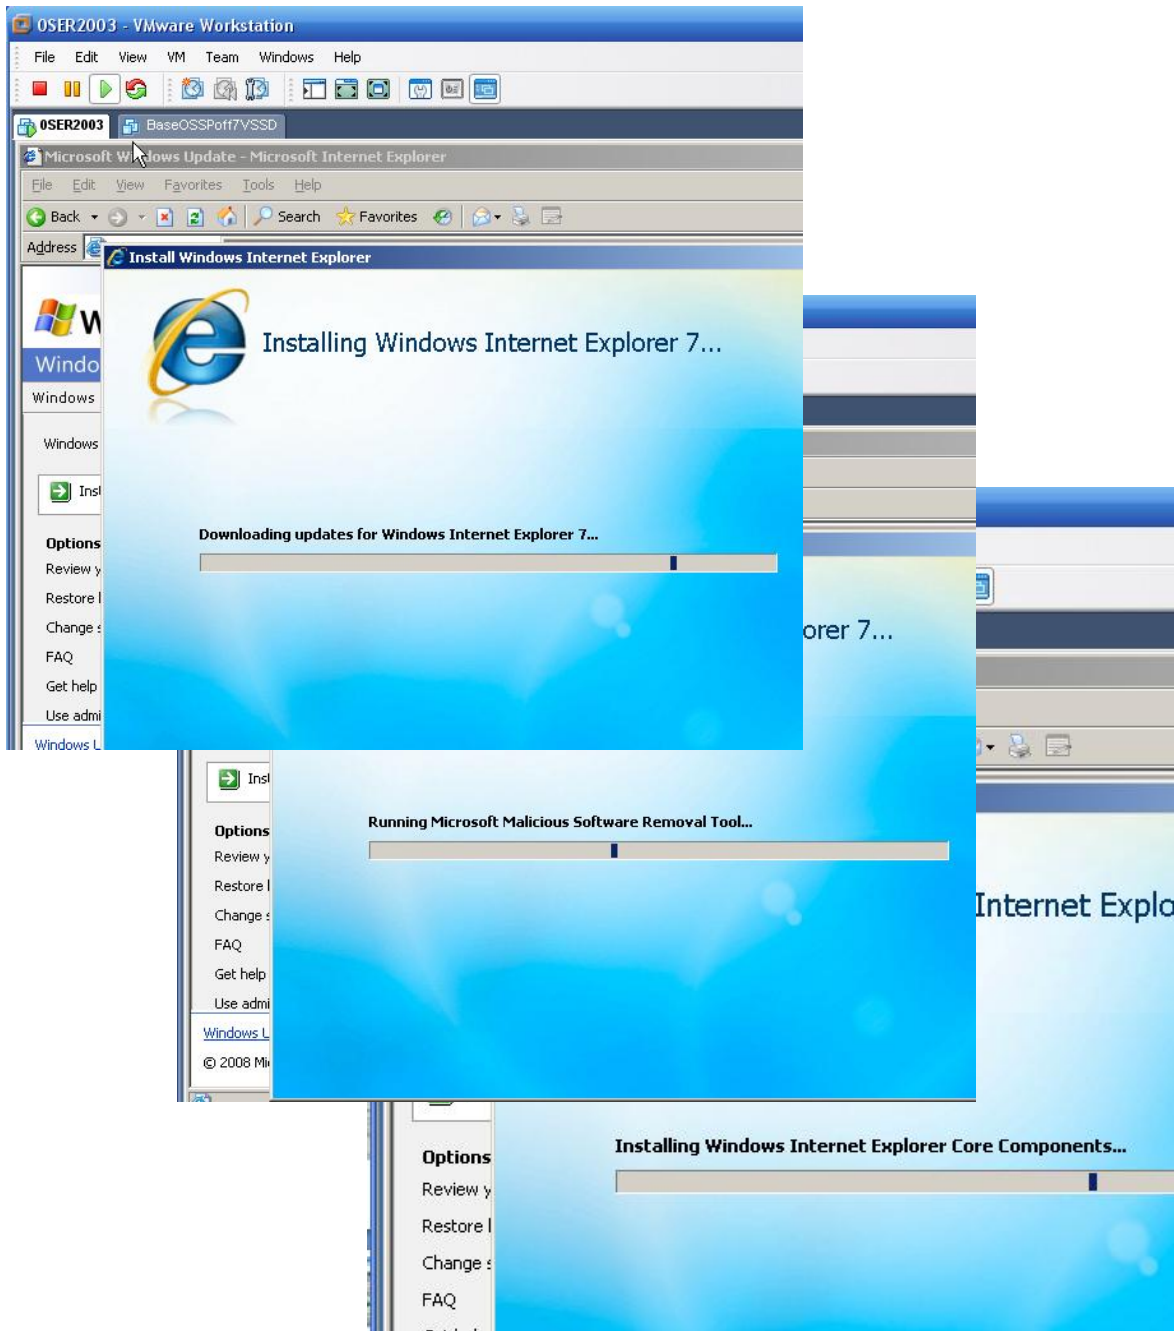 0SER2003 - VMware Workstation
File Edit View VM Team Windows Help
0SER2003 BaseOSSPoff7VSSD
Microsoft Windows Update - Microsoft Internet Explorer
File Edit View Favorites Tools Help
Back Search Favorites
Address
Install Windows Internet Explorer
W
Installing Windows Internet Explorer 7...
Windo
Windows
Windows
Inst
Downloading updates for Windows Internet Explorer 7...
Options
Review y
Restore
Change
FAQ
Get help
Use admi
Windows U
orer 7...
Inst
Running Microsoft Malicious Software Removal Tool...
Options
Review y
Restore
Change
FAQ
Get help
Use admi
Windows U
© 2008 Mi
Internet Explo
Installing Windows Internet Explorer Core Components...
Options
Review y
Restore
Change
FAQ